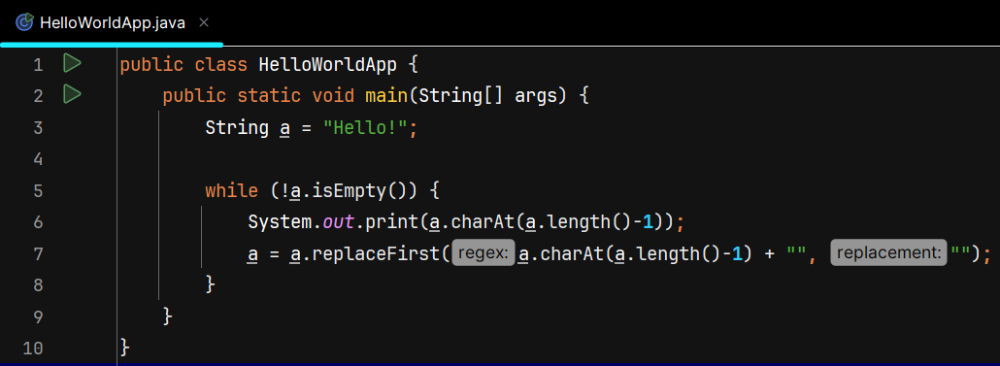 HelloWorldApp.java ×
1 public class HelloWorldApp {
2     public static void main(String[] args) {
3         String a = "Hello!";
4
5         while (!a.isEmpty()) {
6             System.out.print(a.charAt(a.length()-1));
7             a = a.replaceFirst( regex: a.charAt(a.length()-1) + "", replacement: "");
8         }
9     }
10 }